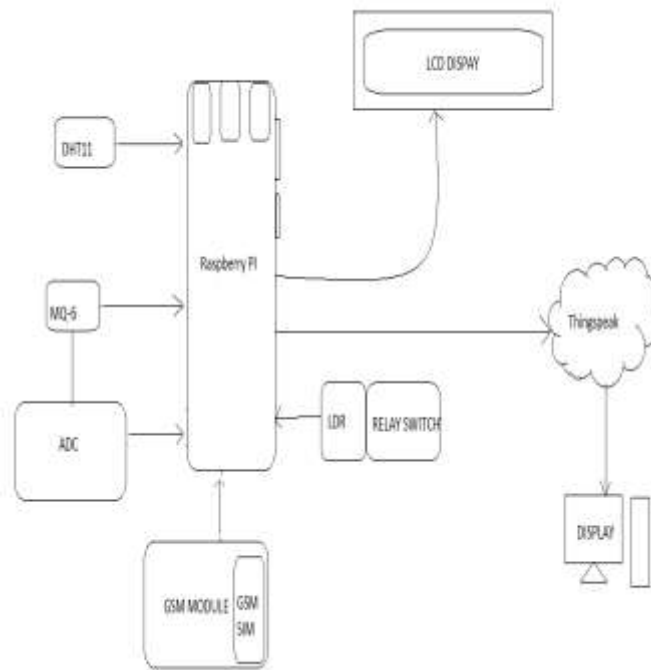 LCD DISPAY
DHT11
Raspberry PI
MQ-6
Thingspeak
ADC
LDR
RELAY SWITCH
DISPLAY
GSM MODULE
GSM
SIM